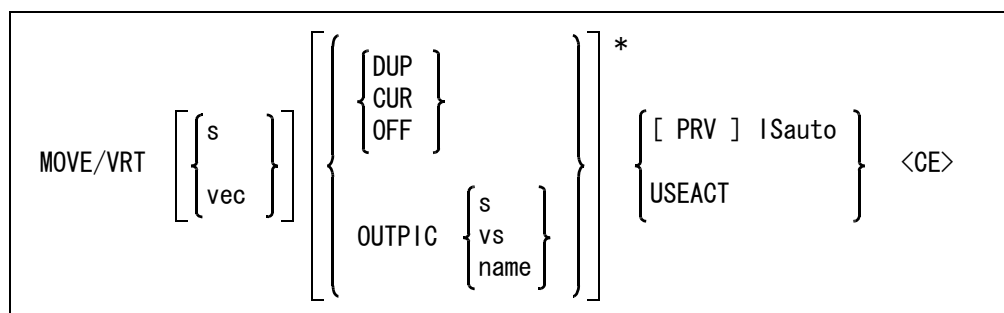 *
DUP
CUR
OFF
MOVE/VRT
s
vec
OUTPIC
s
vs
name
[ PRV ] ISauto
USEACT
<CE>